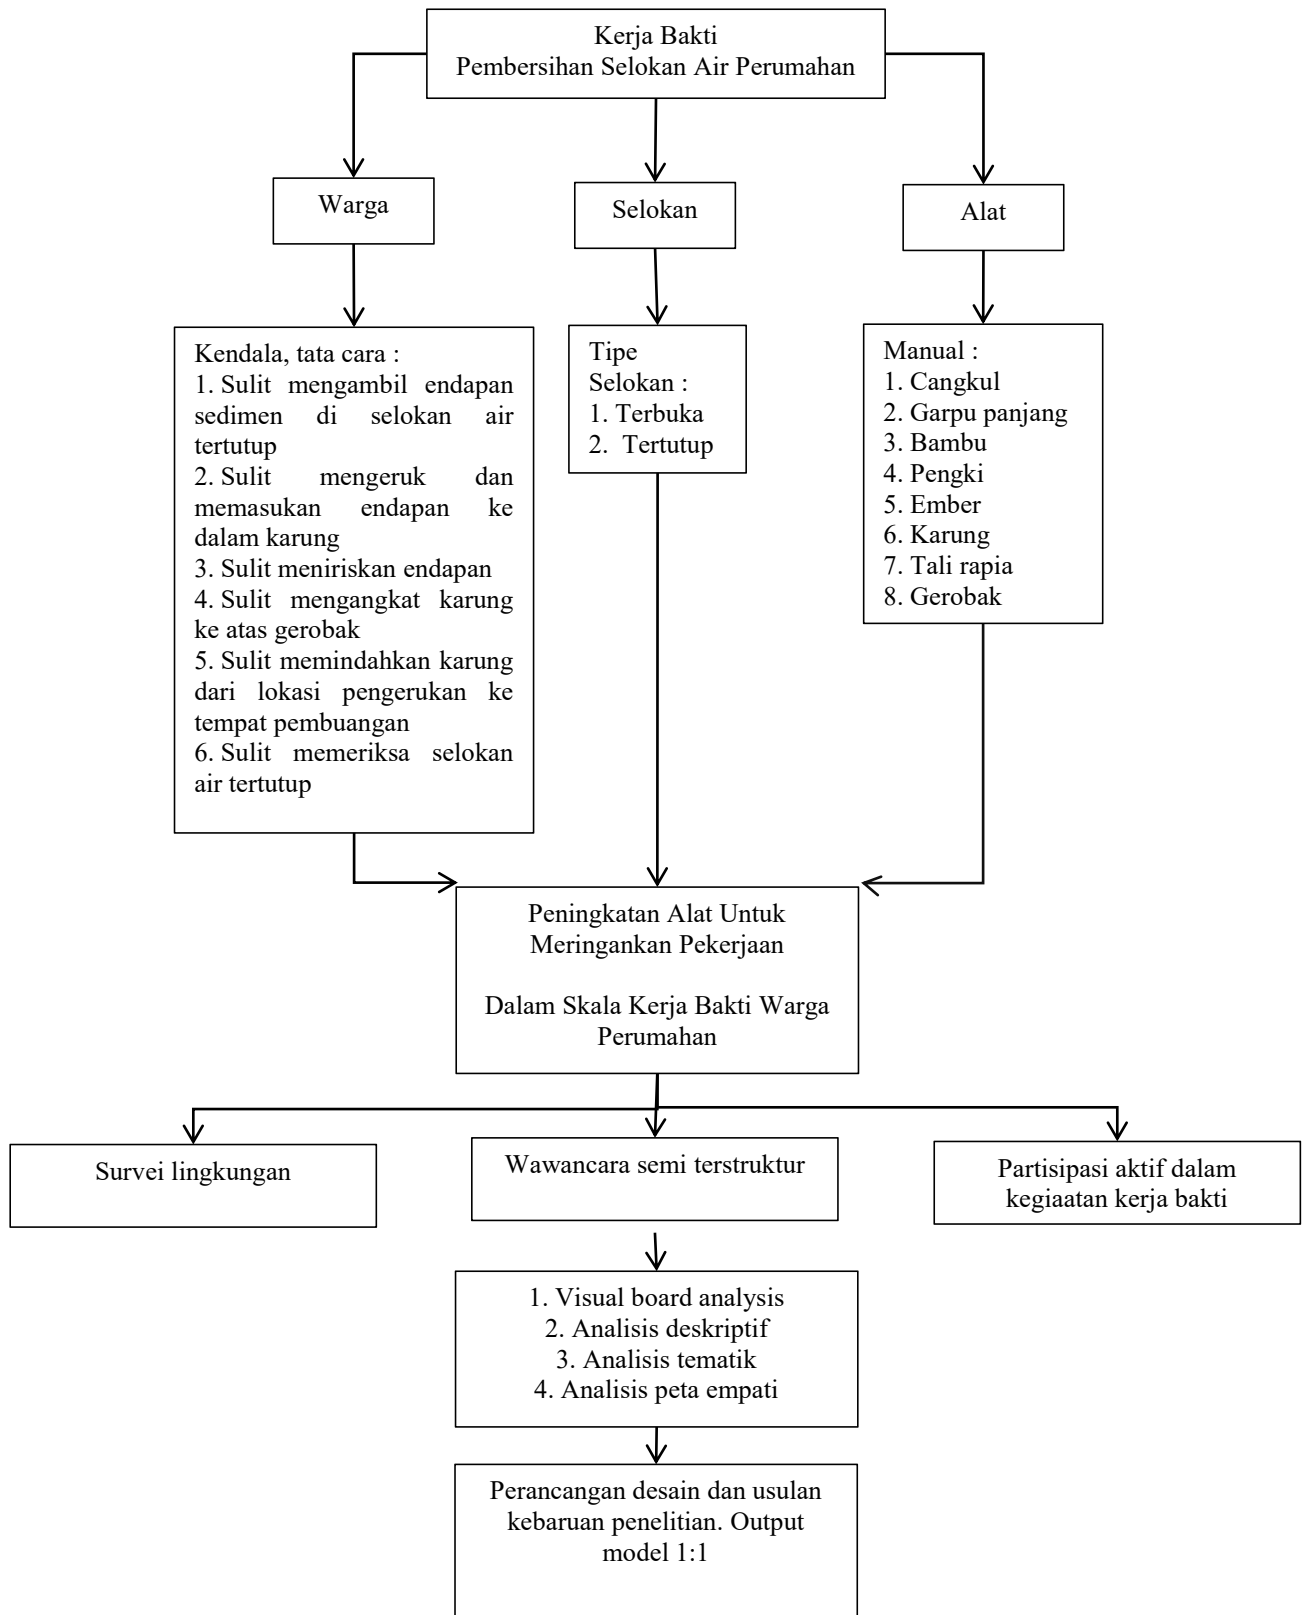 Kerja Bakti
Pembersihan Selokan Air Perumahan
Warga
Selokan
Alat
Kendala, tata cara :
1. Sulit mengambil endapan
sedimen di selokan air
tertutup
2. Sulit mengeruk dan
memasukan endapan ke
dalam karung
3. Sulit meniriskan endapan
4. Sulit mengangkat karung
ke atas gerobak
5. Sulit memindahkan karung
dari lokasi pengerukan ke
tempat pembuangan
6. Sulit memeriksa selokan
air tertutup
Tipe
Selokan :
1. Terbuka
2. Tertutup
Manual :
1. Cangkul
2. Garpu panjang
3. Bambu
4. Pengki
5. Ember
6. Karung
7. Tali rapia
8. Gerobak
Peningkatan Alat Untuk
Meringankan Pekerjaan
Dalam Skala Kerja Bakti Warga
Perumahan
Survei lingkungan
Wawancara semi terstruktur
Partisipasi aktif dalam
kegiaatan kerja bakti
1. Visual board analysis
2. Analisis deskriptif
3. Analisis tematik
4. Analisis peta empati
Perancangan desain dan usulan
kebaruan penelitian. Output
model 1:1